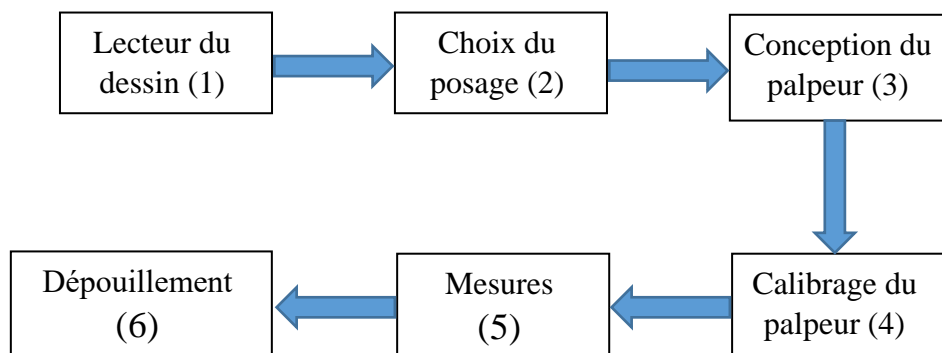 Lecteur du
dessin (1)
Choix du
posage (2)
Conception du
palpeur (3)
Calibrage du
palpeur (4)
Mesures
(5)
Dépouillement
(6)